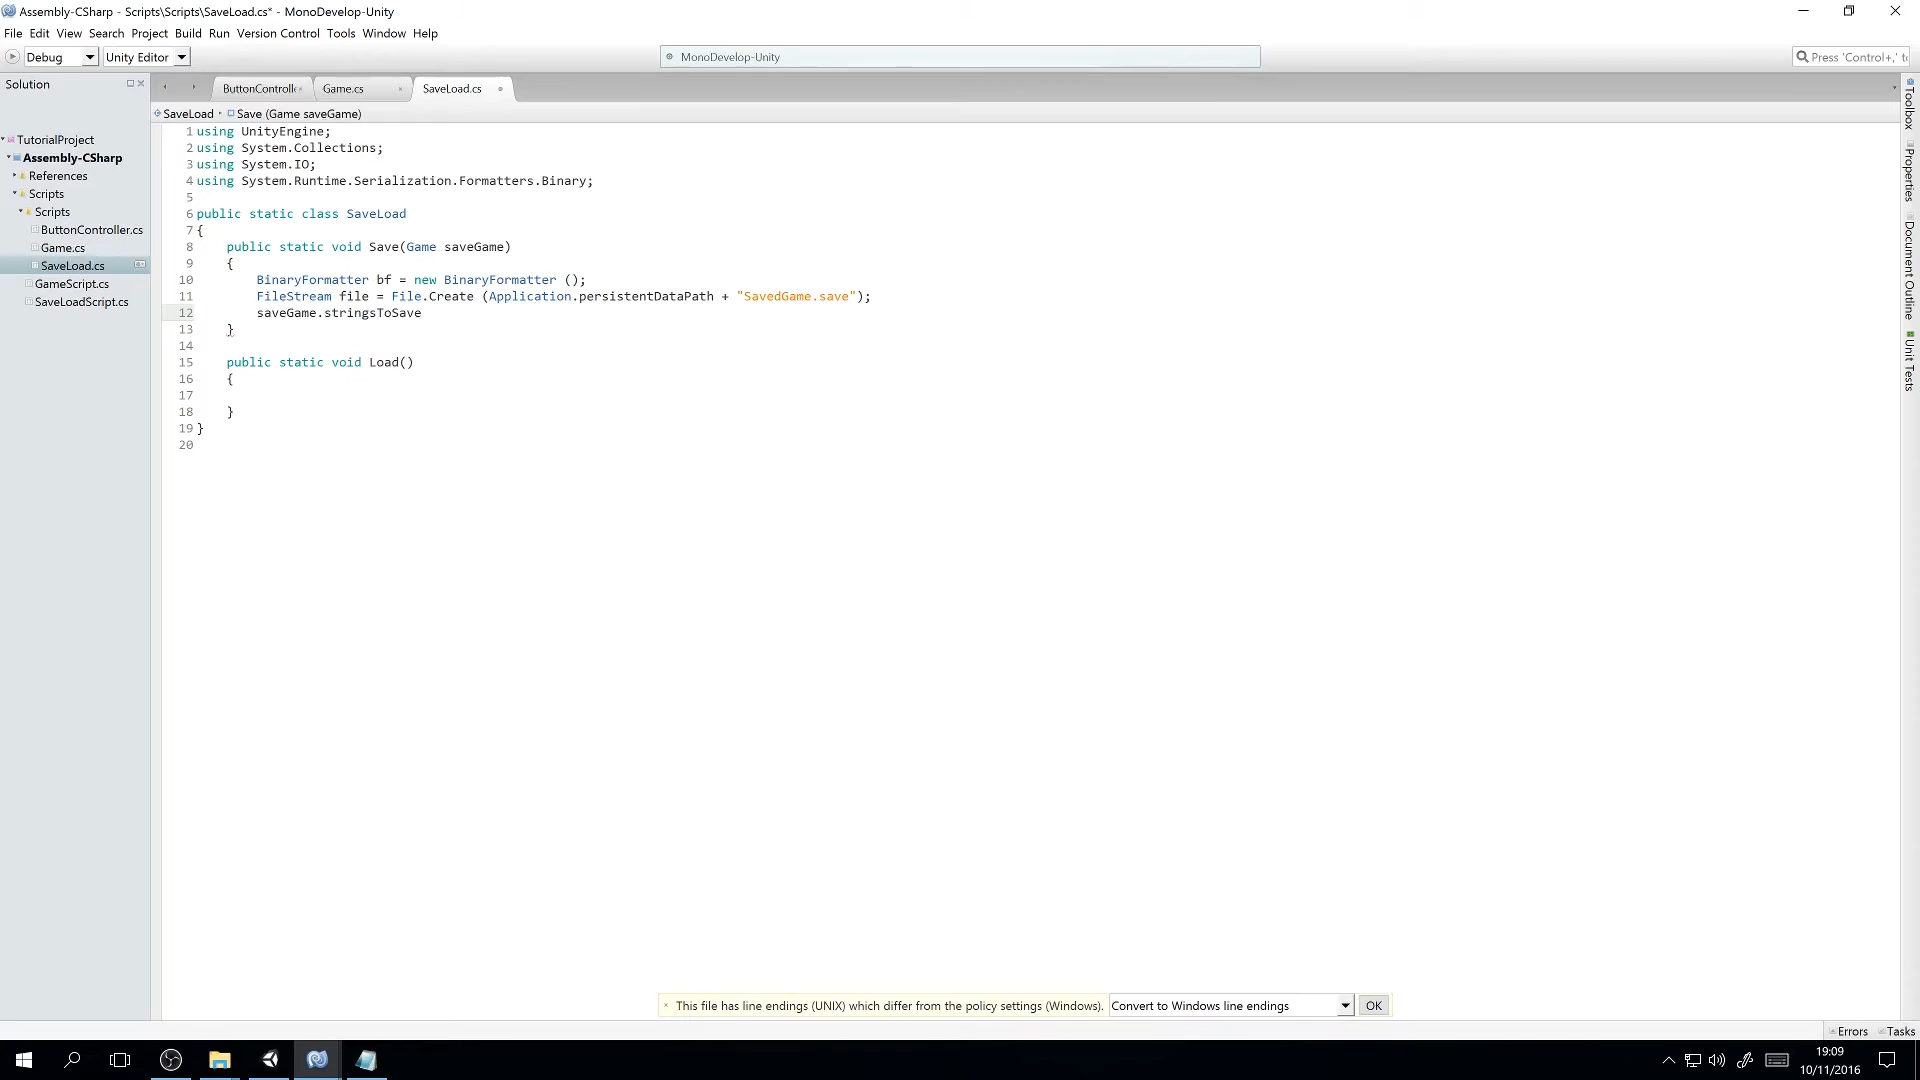 Assembly-CSharp - Scripts\Scripts\SaveLoad.cs* - MonoDevelop-Unity
File Edit View Search Project Build Run Version Control Tools Window Help
Debug Unity Editor MonoDevelop-Unity Press 'Control+,' t
Solution
ButtonControll Game.cs SaveLoad.cs
SaveLoad Save (Game saveGame)
TutorialProject
Assembly-CSharp
References
Scripts
Scripts
ButtonController.cs
Game.cs
SaveLoad.cs
GameScript.cs
SaveLoadScript.cs
1 using UnityEngine;
2 using System.Collections;
3 using System.IO;
4 using System.Runtime.Serialization.Formatters.Binary;
5
6 public static class SaveLoad
7 {
8 public static void Save(Game saveGame)
9 {
10 BinaryFormatter bf = new BinaryFormatter ();
11 FileStream file = File.Create (Application.persistentDataPath + "SavedGame.save");
12 saveGame.stringsToSave
13 }
14
15 public static void Load()
16 {
17
18 }
19 }
20
Toolbox
Properties
Document Outline
Unit Tests
This file has line endings (UNIX) which differ from the policy settings (Windows). Convert to Windows line endings OK
Errors Tasks
19:09
10/11/2016